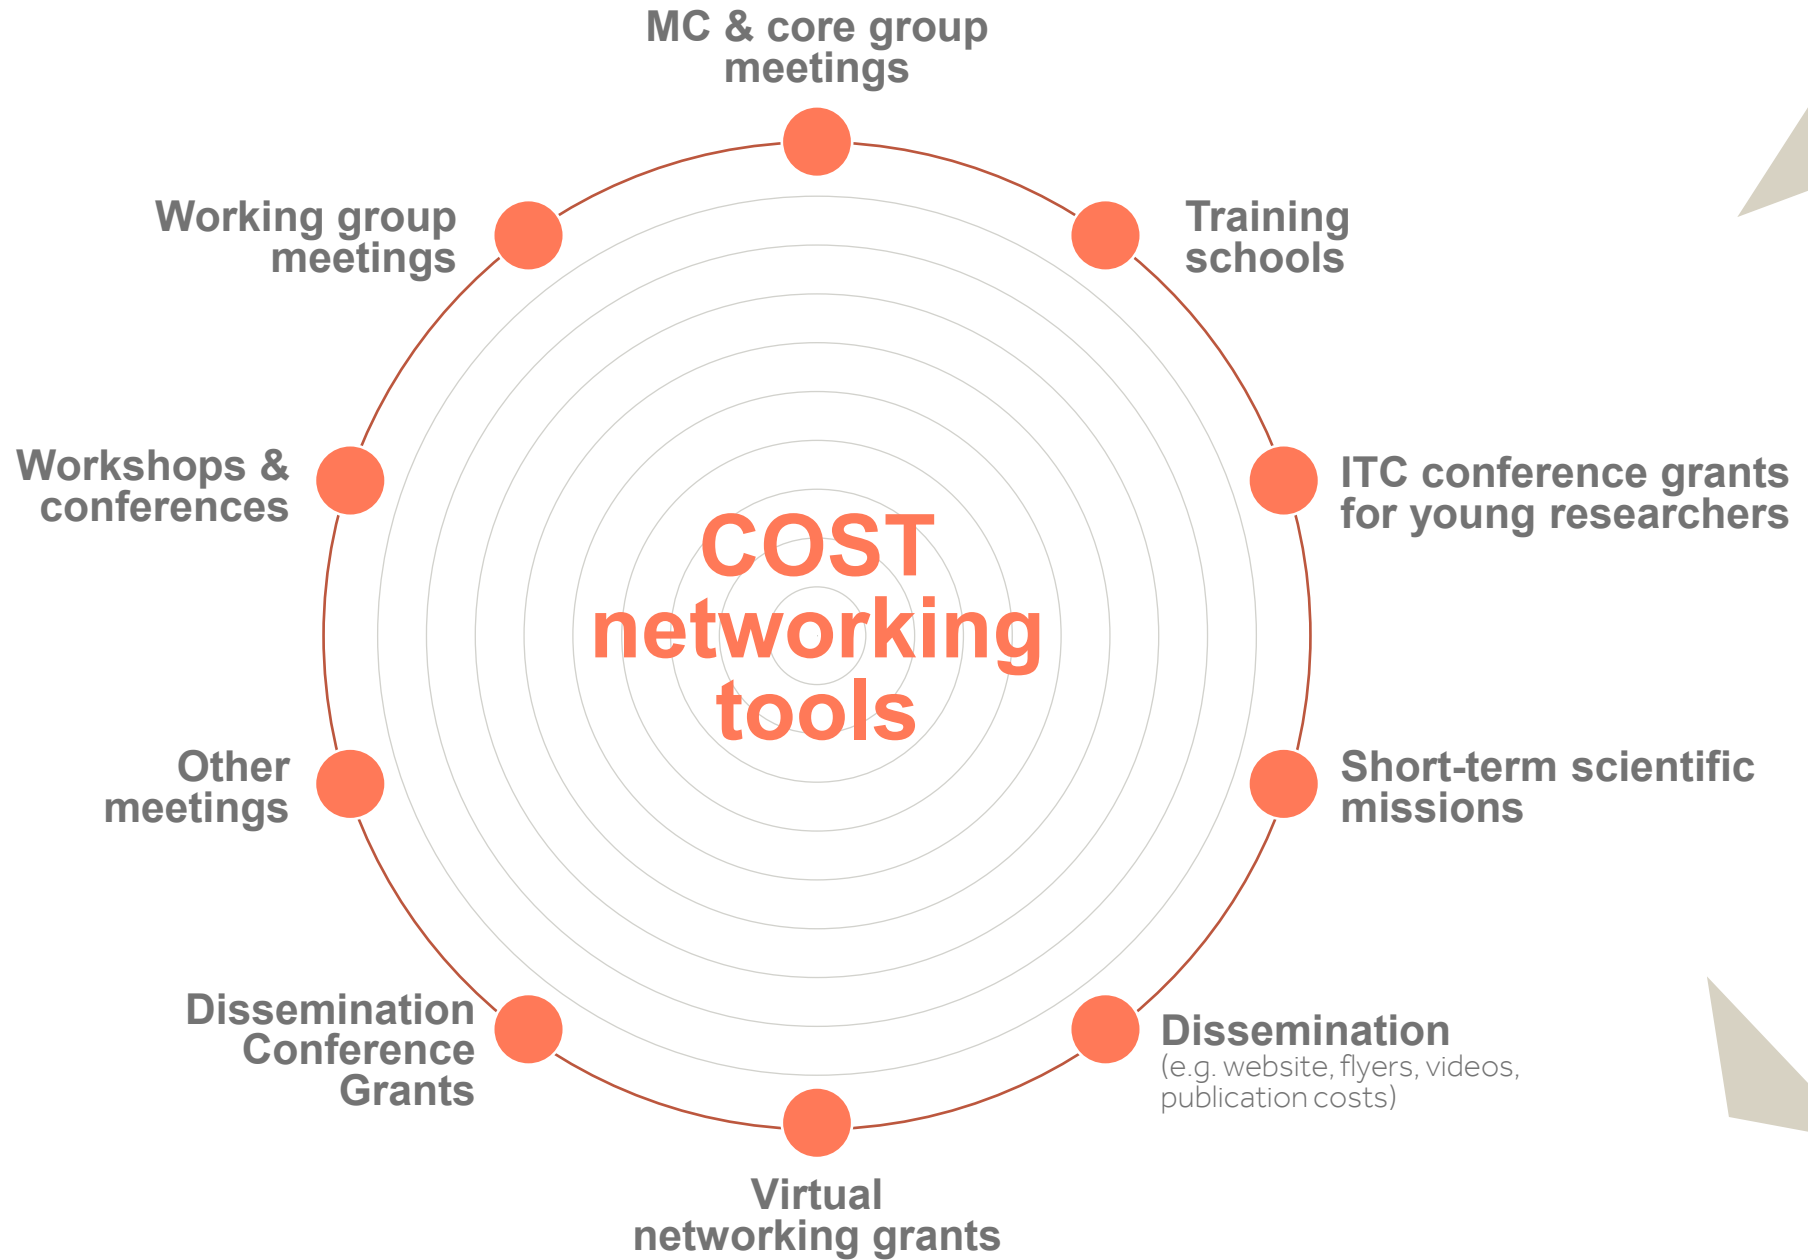 MC & core group
meetings
Working group
meetings
Training
schools
Workshops &
conferences
ITC conference grants
for young researchers
COST
networking
tools
Other
meetings
Short-term scientific
missions
Dissemination
Conference
Grants
Dissemination
(e.g. website, flyers, videos,
publication costs)
Virtual
networking grants